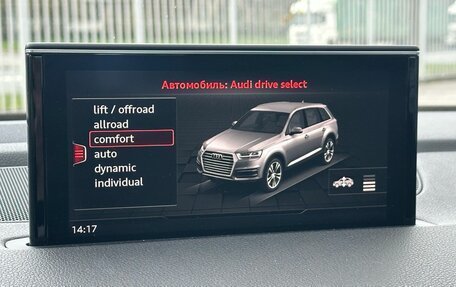 Автомобиль: Audi drive select
lift / offroad
allroad
comfort
auto
dynamic
individual
14:17